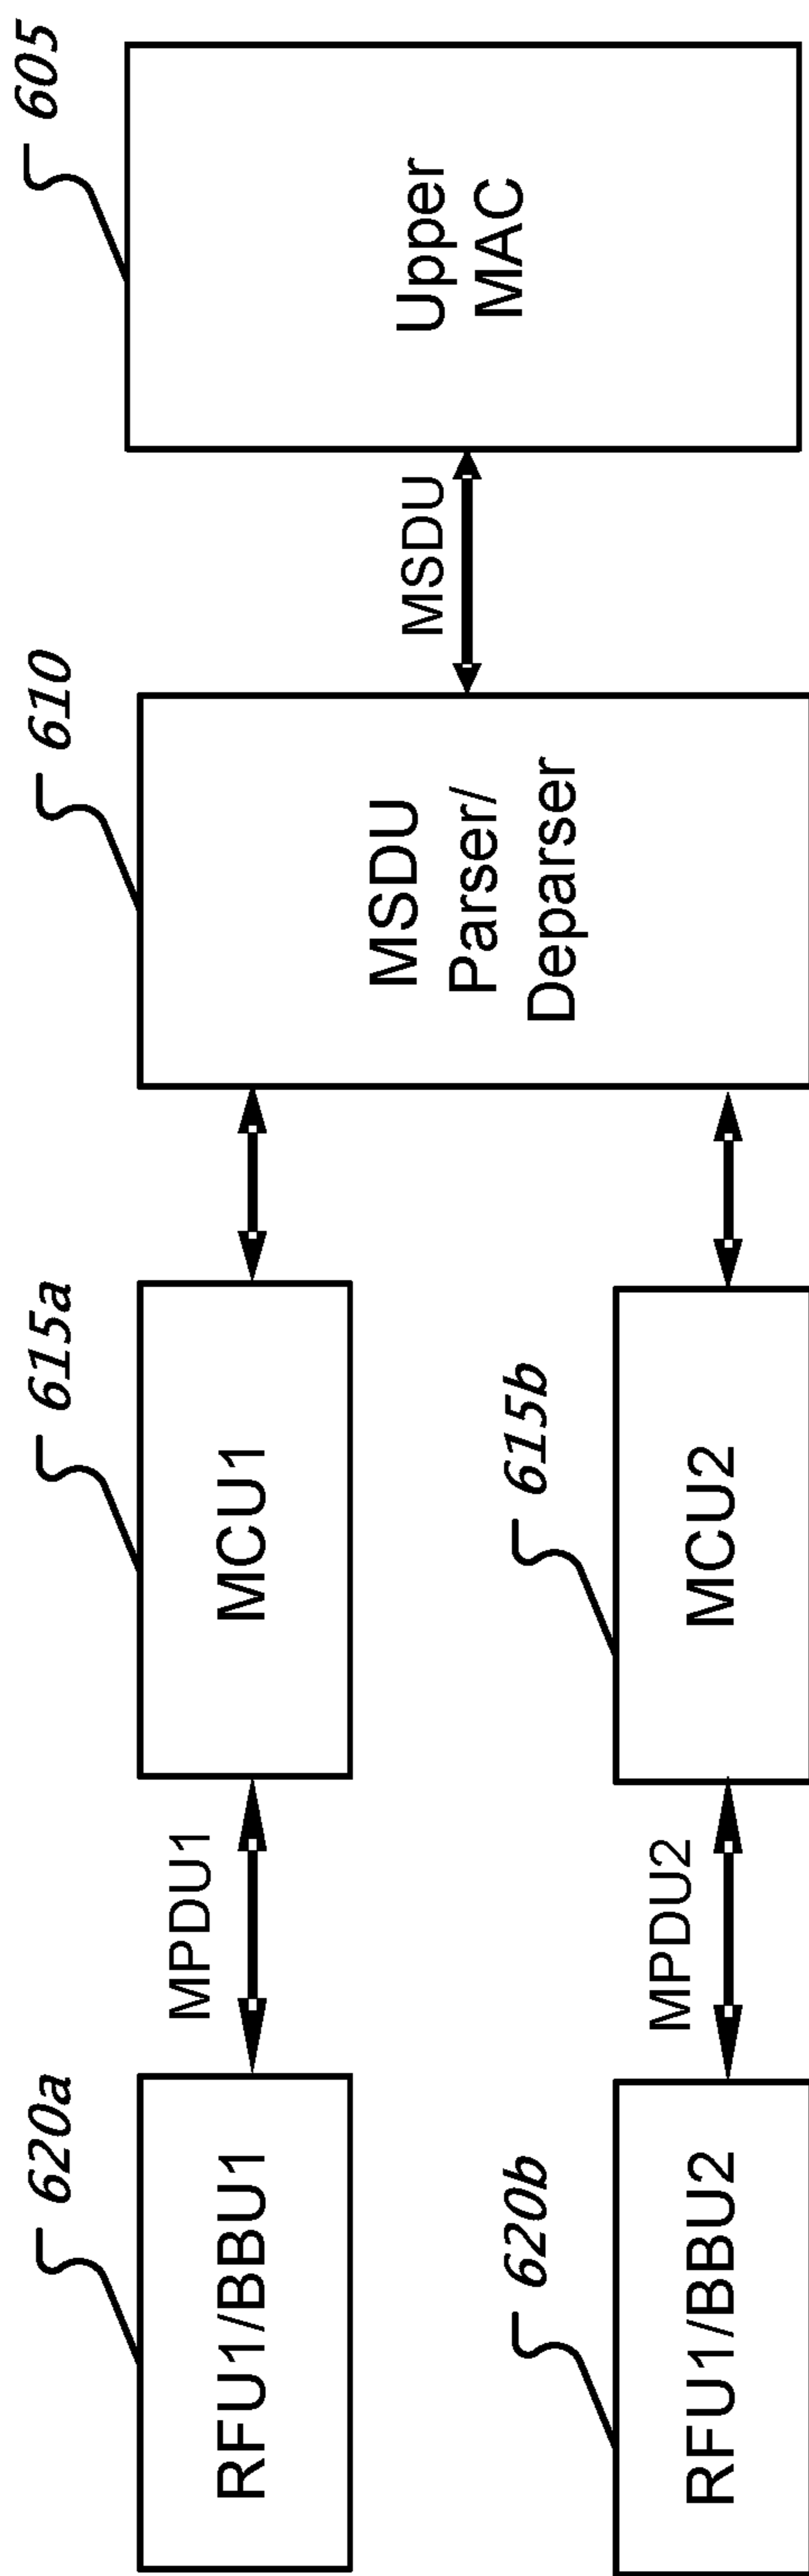 620a
RFU1/BBU1
MPDU1
615a
MCU1
610
MSDU
Parser/
Deparser
MSDU
605
Upper
MAC
620b
RFU1/BBU2
MPDU2
615b
MCU2